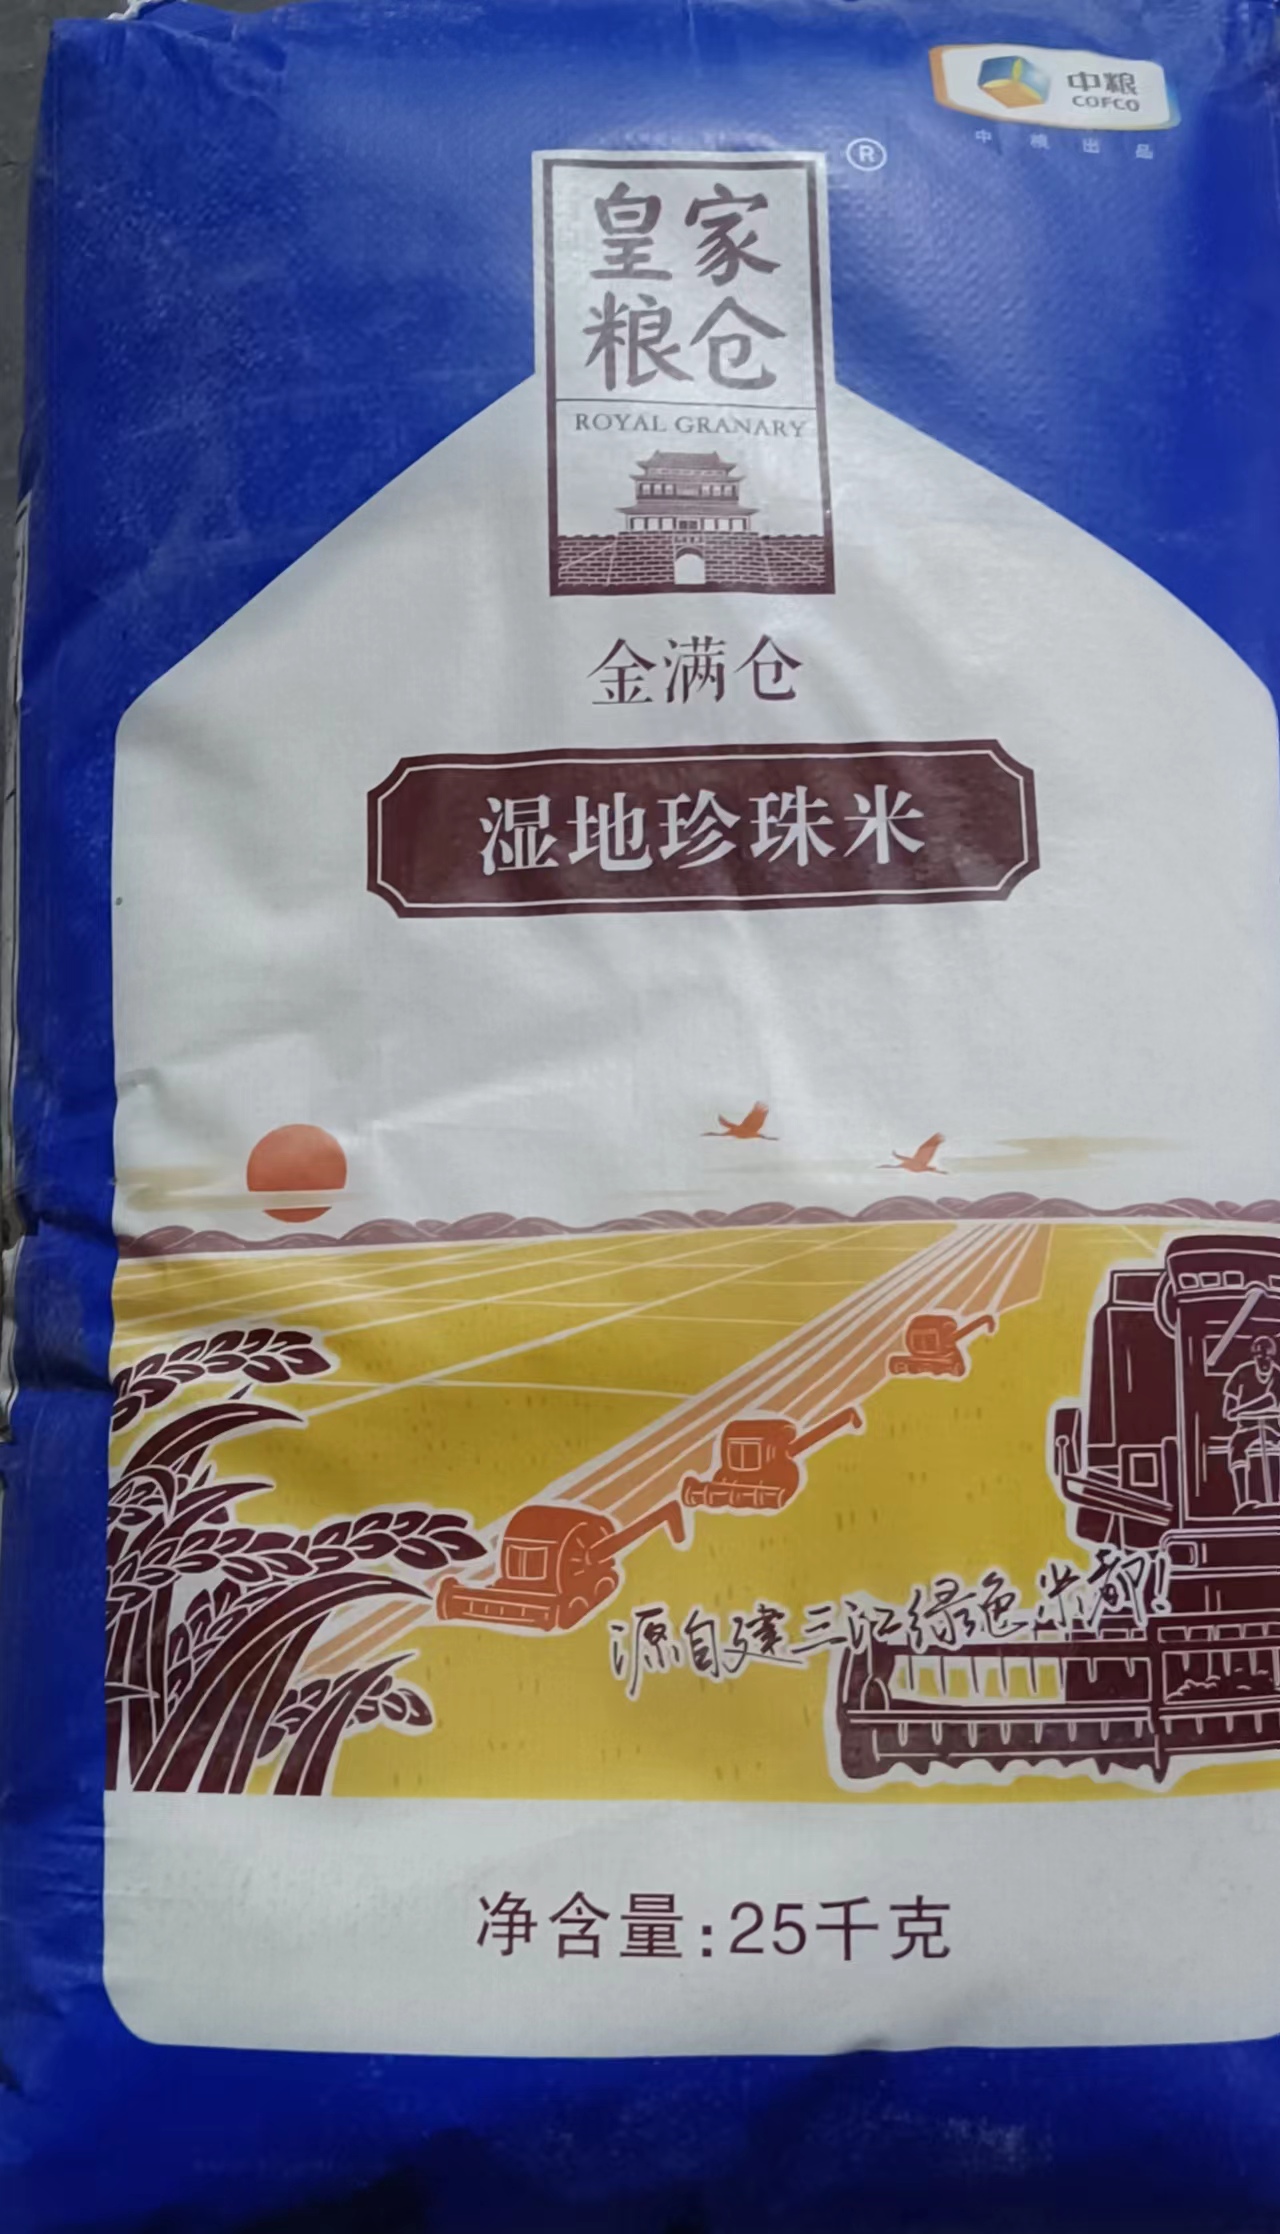 中粮
COFCO
中粮出品
®
皇家
粮仓
ROYAL GRANARY
金满仓
湿地珍珠米
源自建三江绿色米都!
净含量:25千克